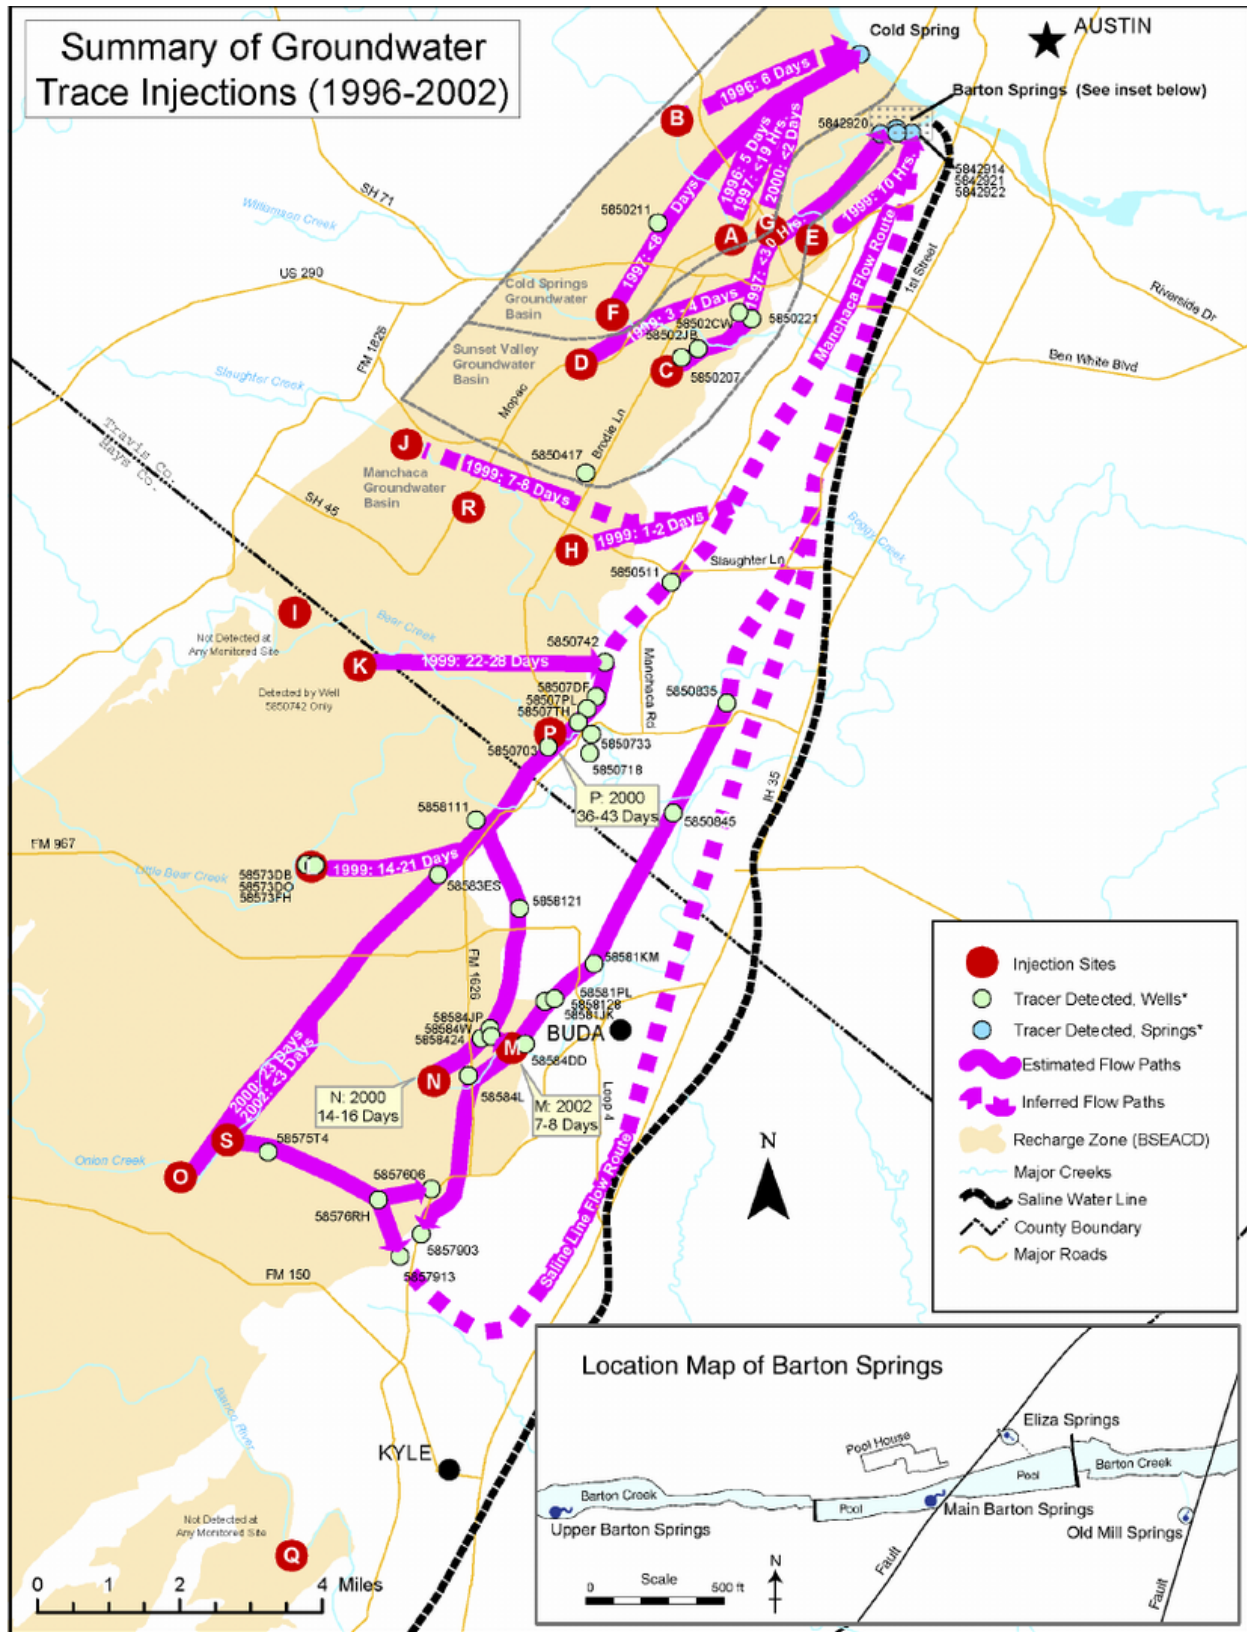 Summary of Groundwater
Trace Injections (1996-2002)
Cold Spring
AUSTIN
Barton Springs (See inset below)
5842920
5842914
5842921
5842922
B
1996: 6 Days
1996: 5 Days
1997: <19 Hrs.
2000: <2 Days
SH 71
Williamson Creek
5850211
1997: <8 Days
A
G
E
1999: 10 Hrs.
1997: <30 Hrs.
Manchaca Flow Route
1st Street
Riverside Dr
US 290
Cold Springs
Groundwater
Basin
F
1999: 3 - 4 Days
58502CW
5850221
58502JB
FM 1826
Sunset Valley
Groundwater
Basin
D
C
5850207
Ben White Blvd
Slaughter Creek
Mopac
Brodie Ln
Travis Co.
Hays Co.
J
5850417
1999: 7-8 Days
Manchaca
Groundwater
Basin
SH 45
R
H
1999: 1-2 Days
Boggy Creek
Slaughter Ln
5850511
I
Not Detected at
Any Monitored Site
Bear Creek
5850742
K
1999: 22-28 Days
Detected by Well
5850742 Only
Manchaca Rd
58507DF
58507PL
58507TH
5850835
P
5850703
5850733
5850718
P: 2000
36-43 Days
IH 35
5858111
5850845
FM 967
Little Bear Creek
1999: 14-21 Days
58573DB
58573DO
58573FH
58583ES
5858121
FM 1626
58581KM
58581PL
5858128
58581JK
58584JP
58584W
5858424
BUDA
M
58584DD
N
N: 2000
14-16 Days
58584L
M: 2002
7-8 Days
Loop 4
2000: 23 Days
2002: <3 Days
S
58575T4
Onion Creek
O
5857606
58576RH
5857903
5857913
FM 150
Saline Line Flow Route
N
Injection Sites
Tracer Detected, Wells*
Tracer Detected, Springs*
Estimated Flow Paths
Inferred Flow Paths
Recharge Zone (BSEACD)
Major Creeks
Saline Water Line
County Boundary
Major Roads
Blanco River
KYLE
Not Detected at
Any Monitored Site
Q
0 2 4 Miles
Location Map of Barton Springs
Eliza Springs
Pool House
Pool
Barton Creek
Barton Creek
Pool
Main Barton Springs
Upper Barton Springs
Old Mill Springs
Fault
Fault
N
Scale
0 500 ft